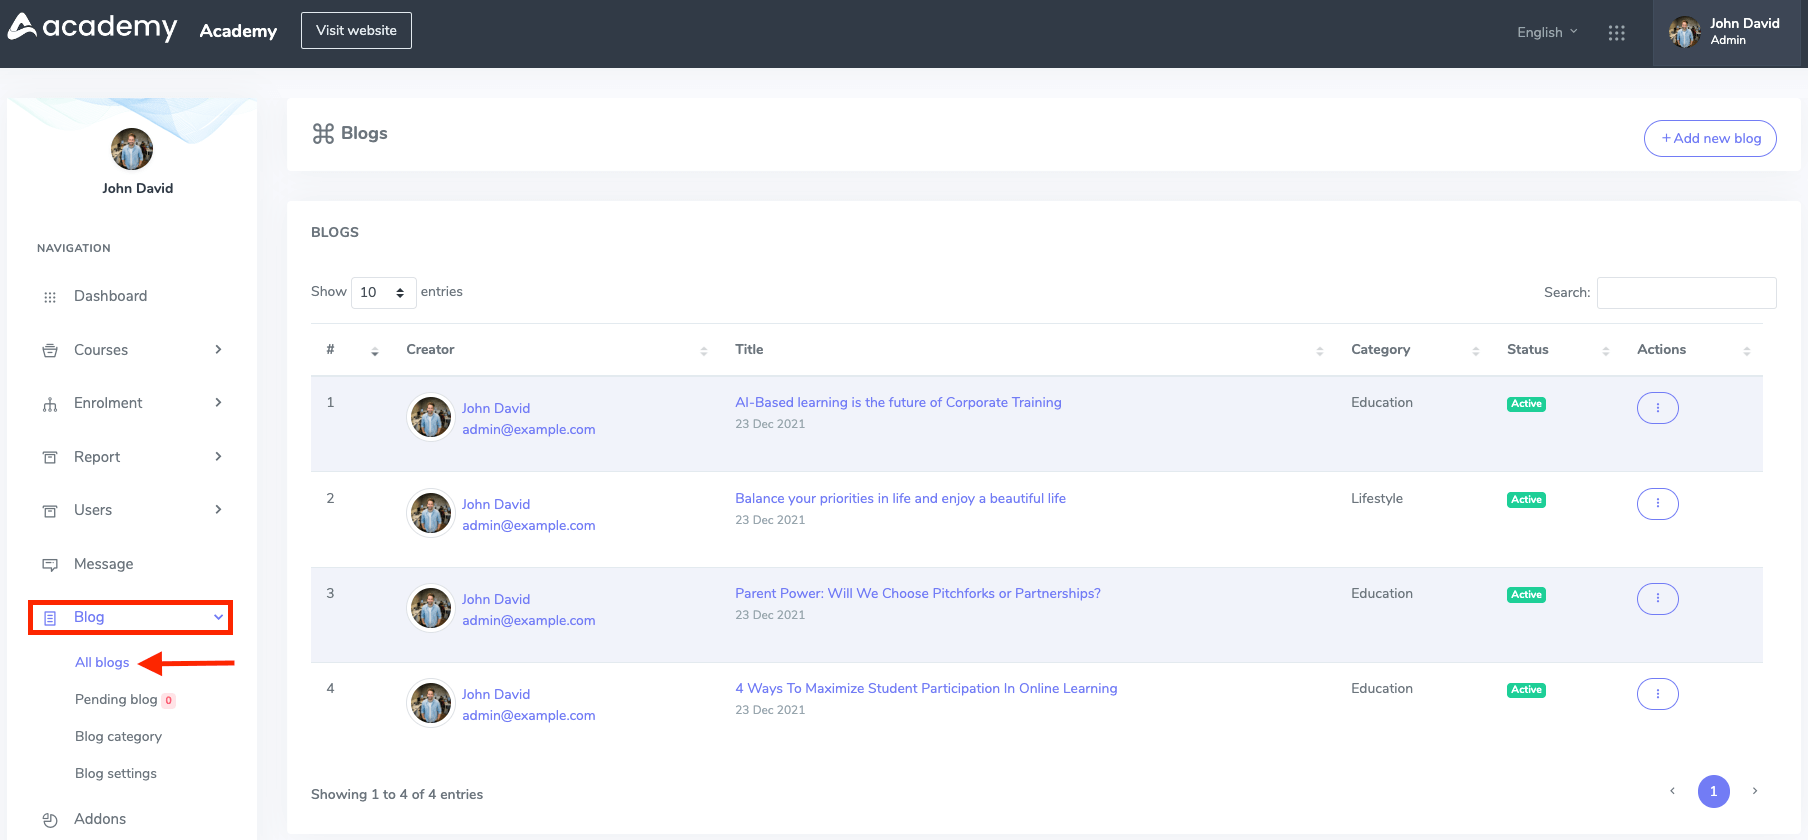 academy Academy Visit website English John David
Admin
John David
NAVIGATION
Dashboard
Courses
Enrolment
Report
Users
Message
Blog
All blogs
Pending blog 0
Blog category
Blog settings
Addons
Blogs
+ Add new blog
BLOGS
Show 10 entries Search:
# Creator Title Category Status Actions
1 John David AI-Based learning is the future of Corporate Training Education Active
admin@example.com 23 Dec 2021
2 John David Balance your priorities in life and enjoy a beautiful life Lifestyle Active
admin@example.com 23 Dec 2021
3 John David Parent Power: Will We Choose Pitchforks or Partnerships? Education Active
admin@example.com 23 Dec 2021
4 John David 4 Ways To Maximize Student Participation In Online Learning Education Active
admin@example.com 23 Dec 2021
Showing 1 to 4 of 4 entries 1